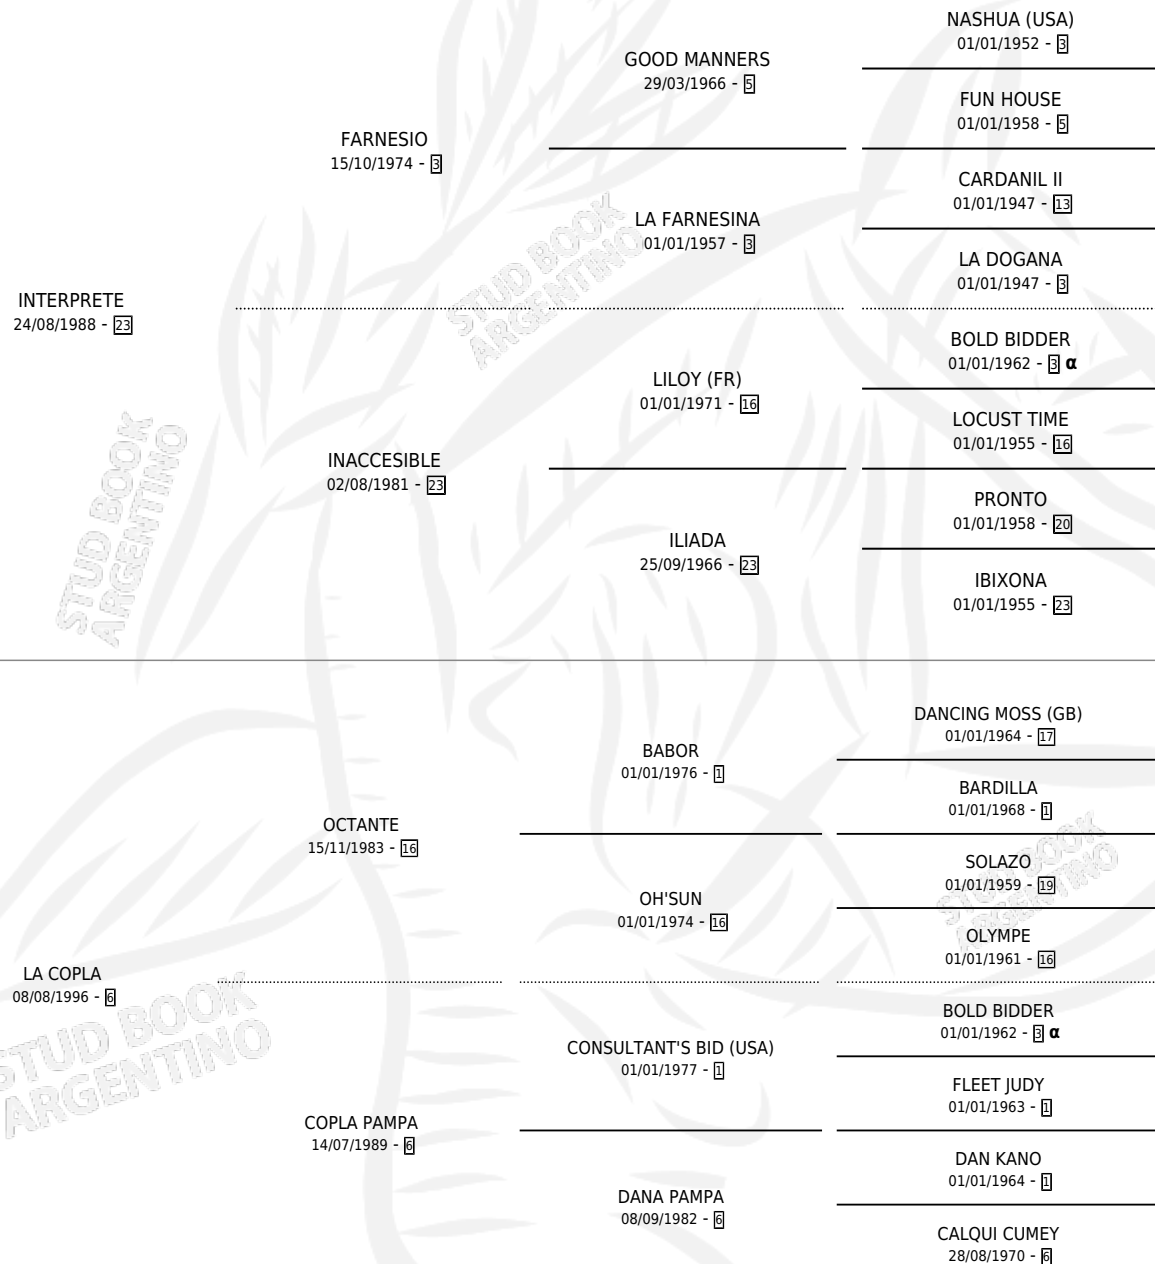 NASHUA (USA)
01/01/1952 - 3
GOOD MANNERS
29/03/1966 - 5
FUN HOUSE
01/01/1958 - 5
FARNESIO
15/10/1974 - 3
CARDANIL II
01/01/1947 - 13
LA FARNESINA
01/01/1957 - 3
LA DOGANA
01/01/1947 - 3
INTERPRETE
24/08/1988 - 23
BOLD BIDDER
01/01/1962 - 3 α
LILOY (FR)
01/01/1971 - 16
LOCUST TIME
01/01/1955 - 16
INACCESIBLE
02/08/1981 - 23
PRONTO
01/01/1958 - 20
ILIADA
25/09/1966 - 23
IBIXONA
01/01/1955 - 23
DANCING MOSS (GB)
01/01/1964 - 17
BABOR
01/01/1976 - 1
BARDILLA
01/01/1968 - 1
OCTANTE
15/11/1983 - 16
SOLAZO
01/01/1959 - 19
OH'SUN
01/01/1974 - 16
OLYMPE
01/01/1961 - 16
LA COPLA
08/08/1996 - 6
BOLD BIDDER
01/01/1962 - 3 α
CONSULTANT'S BID (USA)
01/01/1977 - 1
FLEET JUDY
01/01/1963 - 1
COPLA PAMPA
14/07/1989 - 6
DAN KANO
01/01/1964 - 1
DANA PAMPA
08/09/1982 - 6
CALQUI CUMEY
28/08/1970 - 6
STUD BOOK
ARGENTINO
STUD BOOK
ARGENTINO
STUD BOOK
ARGENTINO
STUD BOOK
ARGENTINO